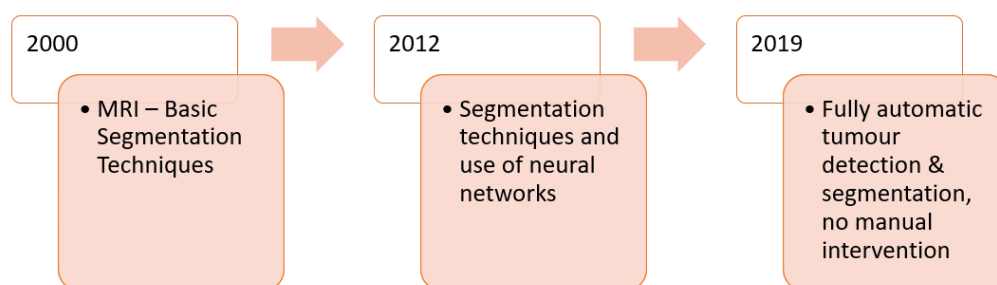 2000
• MRI – Basic
Segmentation
Techniques
2012
• Segmentation
techniques and
use of neural
networks
2019
• Fully automatic
tumour
detection &
segmentation,
no manual
intervention